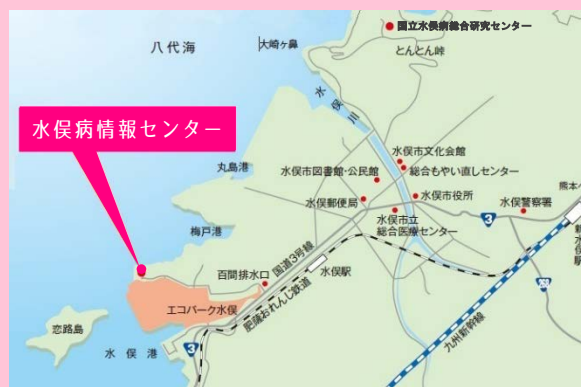 国立水俣病総合研究センター
八代海
大崎ヶ鼻
とんとん峠
水俣川
水俣病情報センター
水俣市文化会館
総合もやい直しセンター
丸島港
水俣市図書館・公民館
水俣市役所
水俣郵便局
水俣警察署
水俣市立
総合医療センター
3
梅戸港
国道3号線
百間排水口
水俣駅
肥薩おれんじ鉄道
エコパーク水俣
恋路島
水俣港
3
九州新幹線